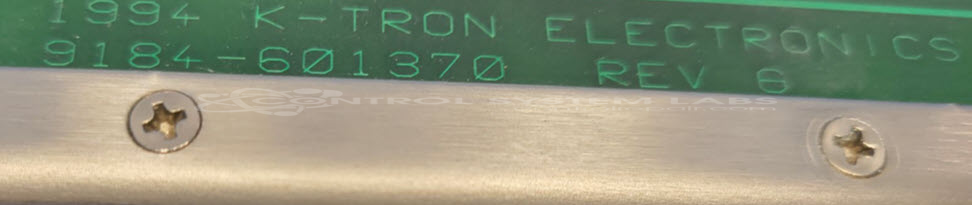 1994 K-TRON ELECTRONICS
9184-601370 REV 6
CONTROL SYSTEM LABS